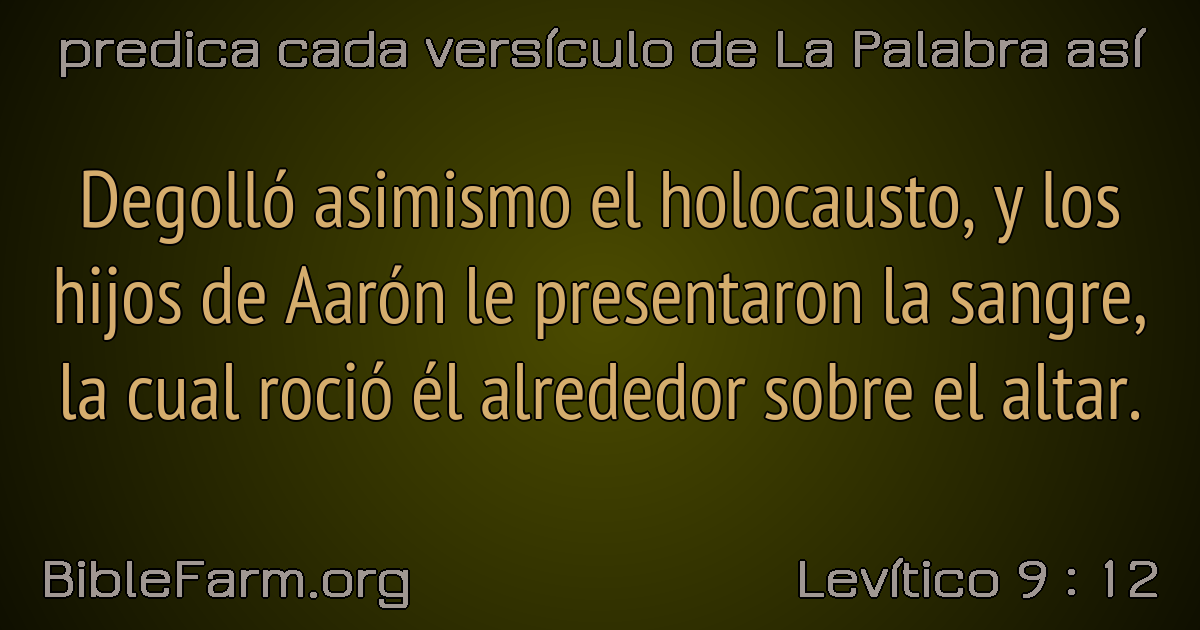 predica cada versículo de La Palabra así
Degolló asimismo el holocausto, y los
hijos de Aarón le presentaron la sangre,
la cual roció él alrededor sobre el altar.
BibleFarm.org
Levítico 9 : 12